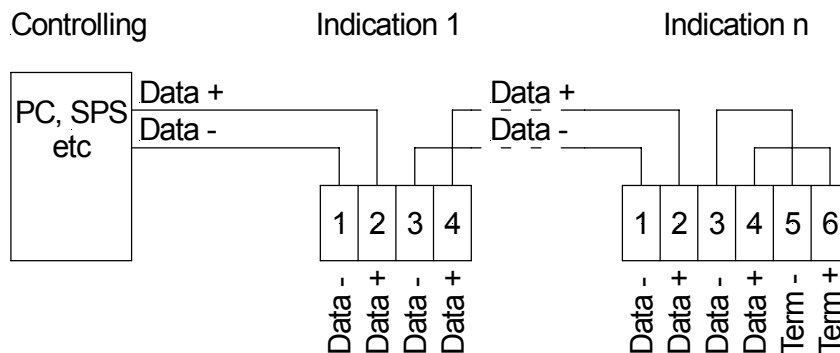 Controlling Indication 1 Indication n
PC, SPS
etc
Data +
Data -
Data +
Data -
1 2 3 4
Data - Data + Data - Data +
1 2 3 4 5 6
Data - Data + Data - Data + Term - Term +